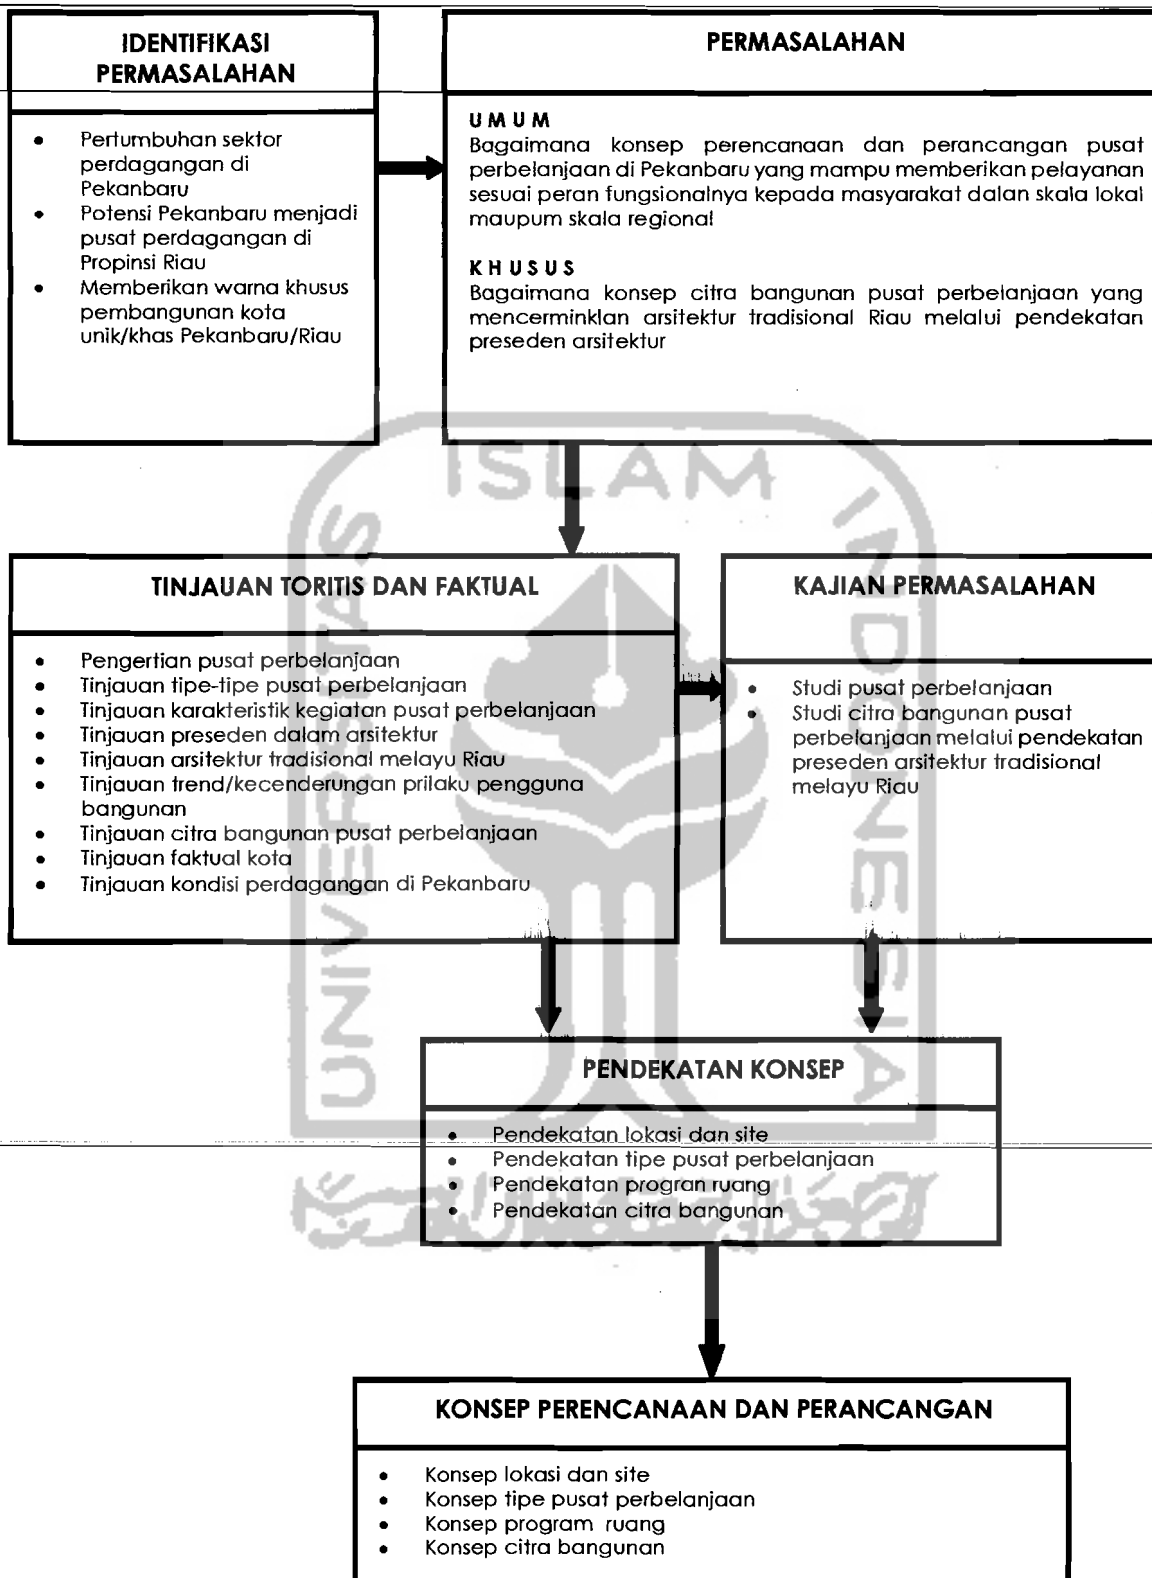 IDENTIFIKASI
PERMASALAHAN
• Pertumbuhan sektor
perdagangan di
Pekanbaru
• Potensi Pekanbaru menjadi
pusat perdagangan di
Propinsi Riau
• Memberikan warna khusus
pembangunan kota
unik/khas Pekanbaru/Riau
PERMASALAHAN
U M U M
Bagaimana konsep perencanaan dan perancangan pusat
perbelanjaan di Pekanbaru yang mampu memberikan pelayanan
sesuai peran fungsionalnya kepada masyarakat dalan skala lokal
maupum skala regional
K H U S U S
Bagaimana konsep citra bangunan pusat perbelanjaan yang
mencerminklan arsitektur tradisional Riau melalui pendekatan
preseden arsitektur
TINJAUAN TORITIS DAN FAKTUAL
• Pengertian pusat perbelanjaan
• Tinjauan tipe-tipe pusat perbelanjaan
• Tinjauan karakteristik kegiatan pusat perbelanjaan
• Tinjauan preseden dalam arsitektur
• Tinjauan arsitektur tradisional melayu Riau
• Tinjauan trend/kecenderungan prilaku pengguna
bangunan
• Tinjauan citra bangunan pusat perbelanjaan
• Tinjauan faktual kota
• Tinjauan kondisi perdagangan di Pekanbaru
KAJIAN PERMASALAHAN
• Studi pusat perbelanjaan
• Studi citra bangunan pusat
perbelanjaan melalui pendekatan
preseden arsitektur tradisional
melayu Riau
PENDEKATAN KONSEP
• Pendekatan lokasi dan site
• Pendekatan tipe pusat perbelanjaan
• Pendekatan progran ruang
• Pendekatan citra bangunan
KONSEP PERENCANAAN DAN PERANCANGAN
• Konsep lokasi dan site
• Konsep tipe pusat perbelanjaan
• Konsep program ruang
• Konsep citra bangunan
UNIVERSITAS
ISLAM
INDONESIA